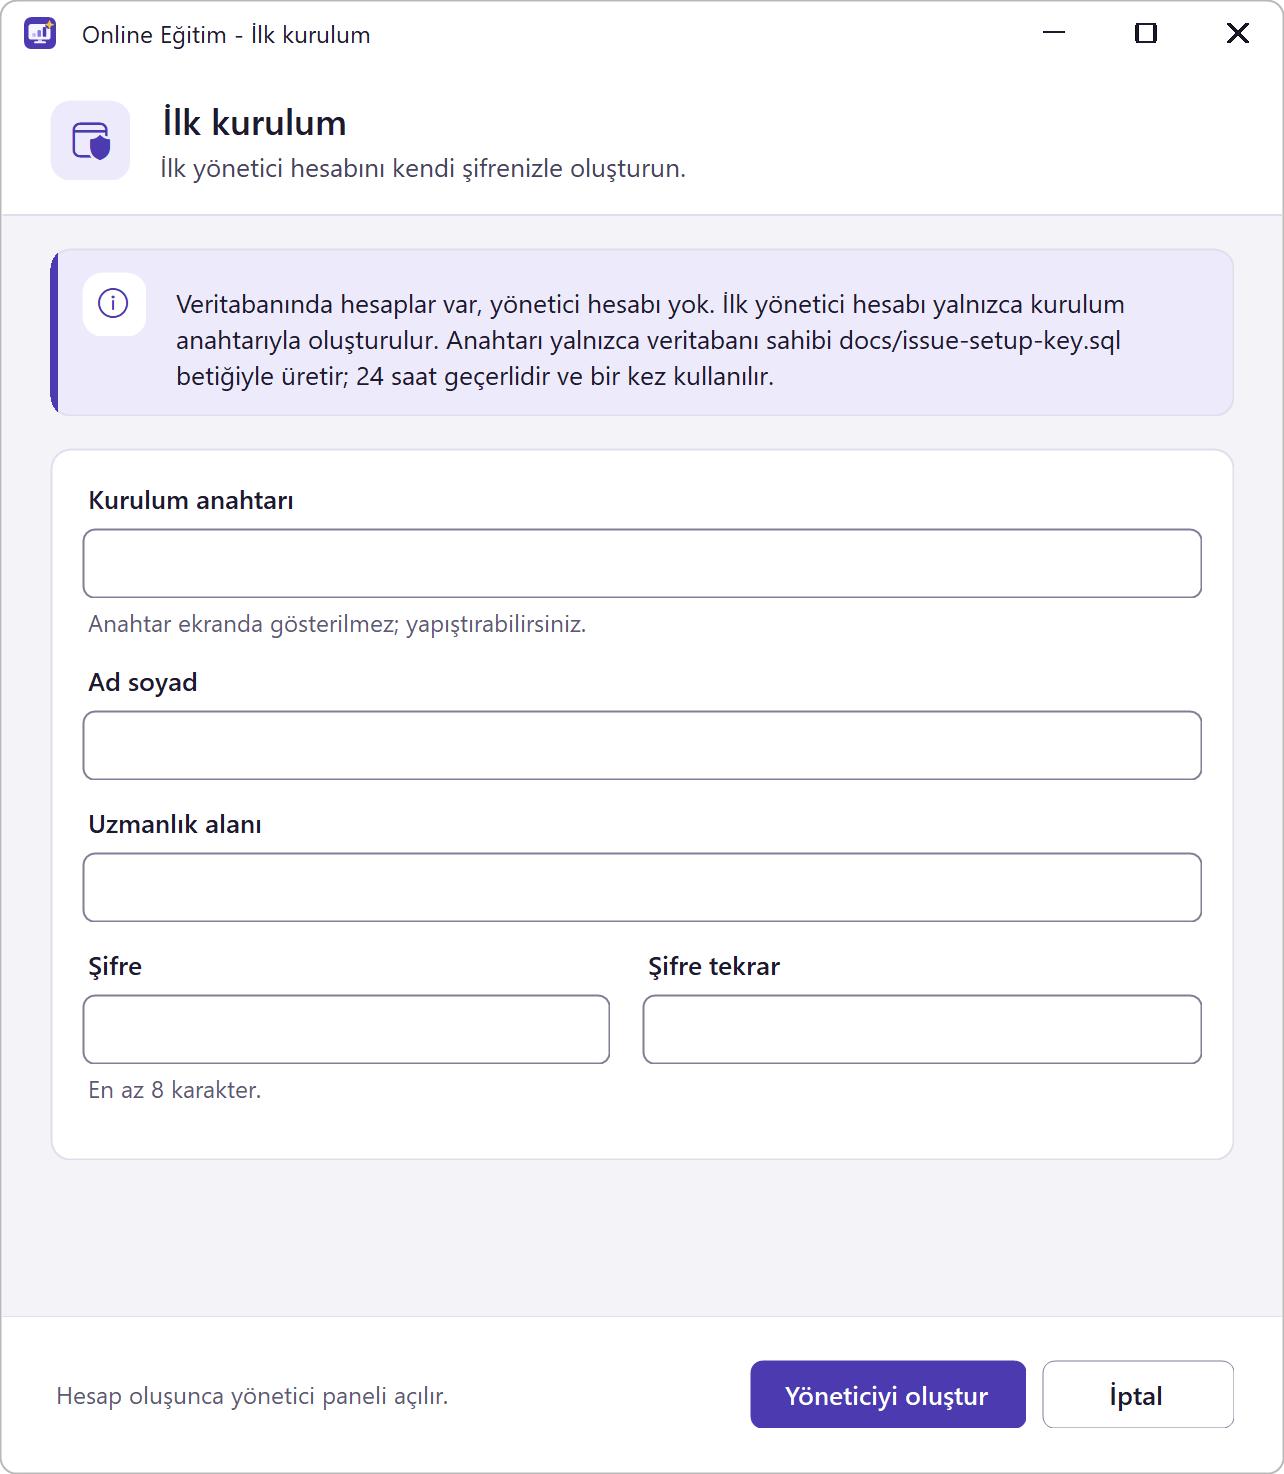 Online Eğitim - İlk kurulum
İlk kurulum
İlk yönetici hesabını kendi şifrenizle oluşturun.
Veritabanında hesaplar var, yönetici hesabı yok. İlk yönetici hesabı yalnızca kurulum
anahtarıyla oluşturulur. Anahtarı yalnızca veritabanı sahibi docs/issue-setup-key.sql
betiğiyle üretir; 24 saat geçerlidir ve bir kez kullanılır.
Kurulum anahtarı
Anahtar ekranda gösterilmez; yapıştırabilirsiniz.
Ad soyad
Uzmanlık alanı
Şifre
Şifre tekrar
En az 8 karakter.
Hesap oluşunca yönetici paneli açılır.
Yöneticiyi oluştur
İptal